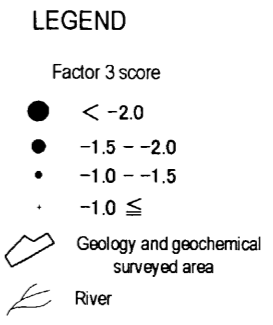 LEGEND
Factor 3 score
< -2.0
-1.5 - -2.0
-1.0 - -1.5
-1.0 ≦
Geology and geochemical
surveyed area
River